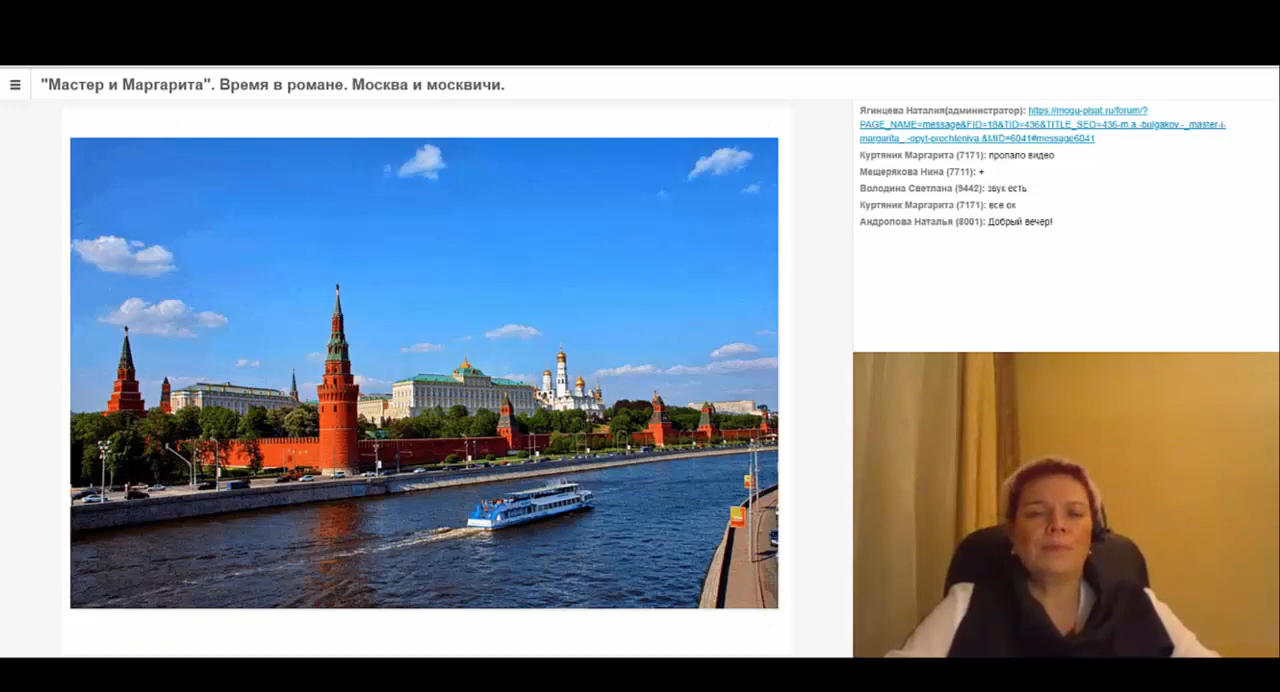 "Мастер и Маргарита". Время в романе. Москва и москвичи.
Ягинцева Наталия(администратор): https://mogu-pisat.ru/forum/?
PAGE_NAME=message&FID=18&TID=436&TITLE_SEO=436-m.a.-bulgakov.-_master-i-
margarita_.-opyt-prochteniya.&MID=6041#message6041
Куртяник Маргарита (7171): пропало видео
Мещерякова Нина (7711): +
Володина Светлана (9442): звук есть
Куртяник Маргарита (7171): все ок
Андропова Наталья (8001): Добрый вечер!